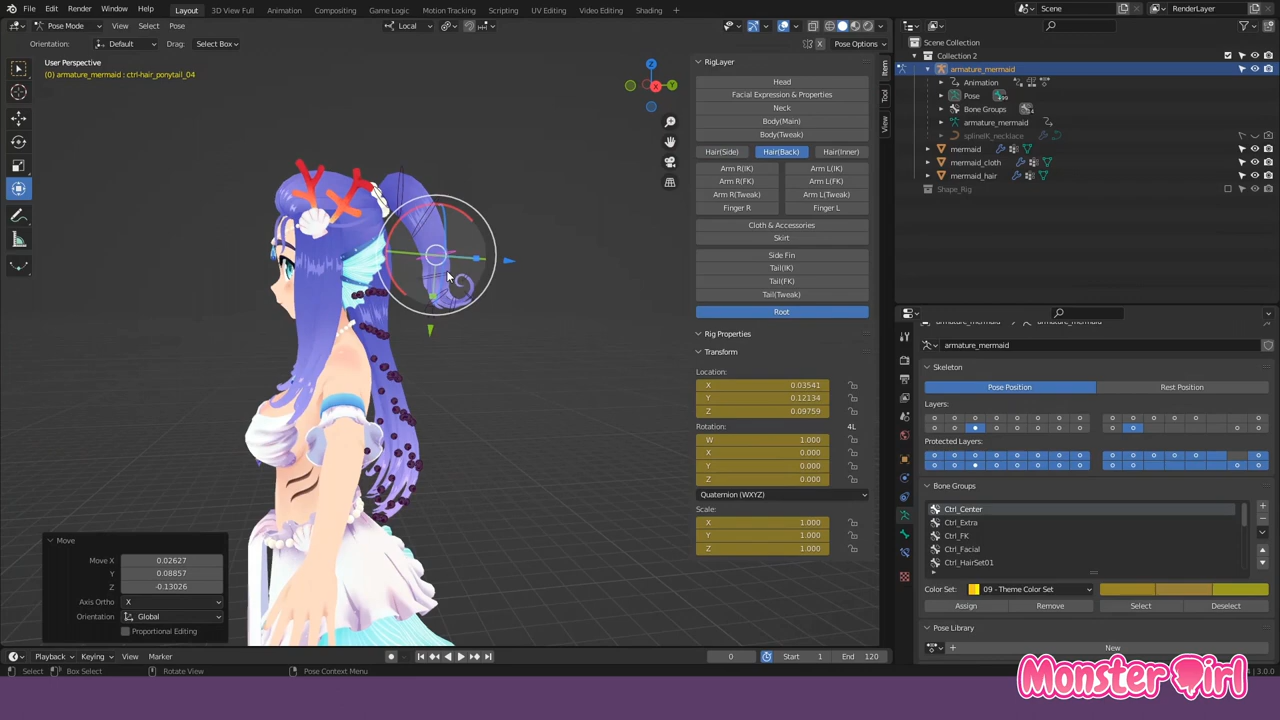 File Edit Render Window Help Layout 3D View Full Animation Compositing Game Logic Motion Tracking Scripting UV Editing Video Editing Shading + Scene RenderLayer
Pose Mode View Select Pose Local
Orientation: Default Drag: Select Box X Pose Options
User Perspective
(0) armature_mermaid : ctrl-hair_ponytail_04
Z
Y
X
RigLayer
Head
Facial Expression & Properties
Neck
Body(Main)
Body(Tweak)
Hair(Side) Hair(Back) Hair(Inner)
Arm R(IK) Arm L(IK)
Arm R(FK) Arm L(FK)
Arm R(Tweak) Arm L(Tweak)
Finger R Finger L
Cloth & Accessories
Skirt
Side Fin
Tail(IK)
Tail(FK)
Tail(Tweak)
Root
Rig Properties
Transform
Location:
X 0.03541
Y 0.12134
Z 0.09759
Rotation: 4L
W 1.000
X 0.000
Y 0.000
Z 0.000
Quaternion (WXYZ)
Scale:
X 1.000
Y 1.000
Z 1.000
Item
Tool
View
Move
Move X 0.02627
Y 0.08857
Z -0.13026
Axis Ortho X
Orientation Global
Proportional Editing
Scene Collection
Collection 2
armature_mermaid
Animation
Pose
Bone Groups
armature_mermaid
splineIK_necklace
mermaid
mermaid_cloth
mermaid_hair
Shape_Rig
armature_mermaid
Skeleton
Pose Position Rest Position
Layers:
Protected Layers:
Bone Groups
Ctrl_Center
Ctrl_Extra
Ctrl_FK
Ctrl_Facial
Ctrl_HairSet01
Color Set: 09 - Theme Color Set
Assign Remove Select Deselect
Pose Library
New
Playback Keying View Marker 0 Start 1 End 120
Select Box Select Rotate View Pose Context Menu 3.0.0
Monster Girl